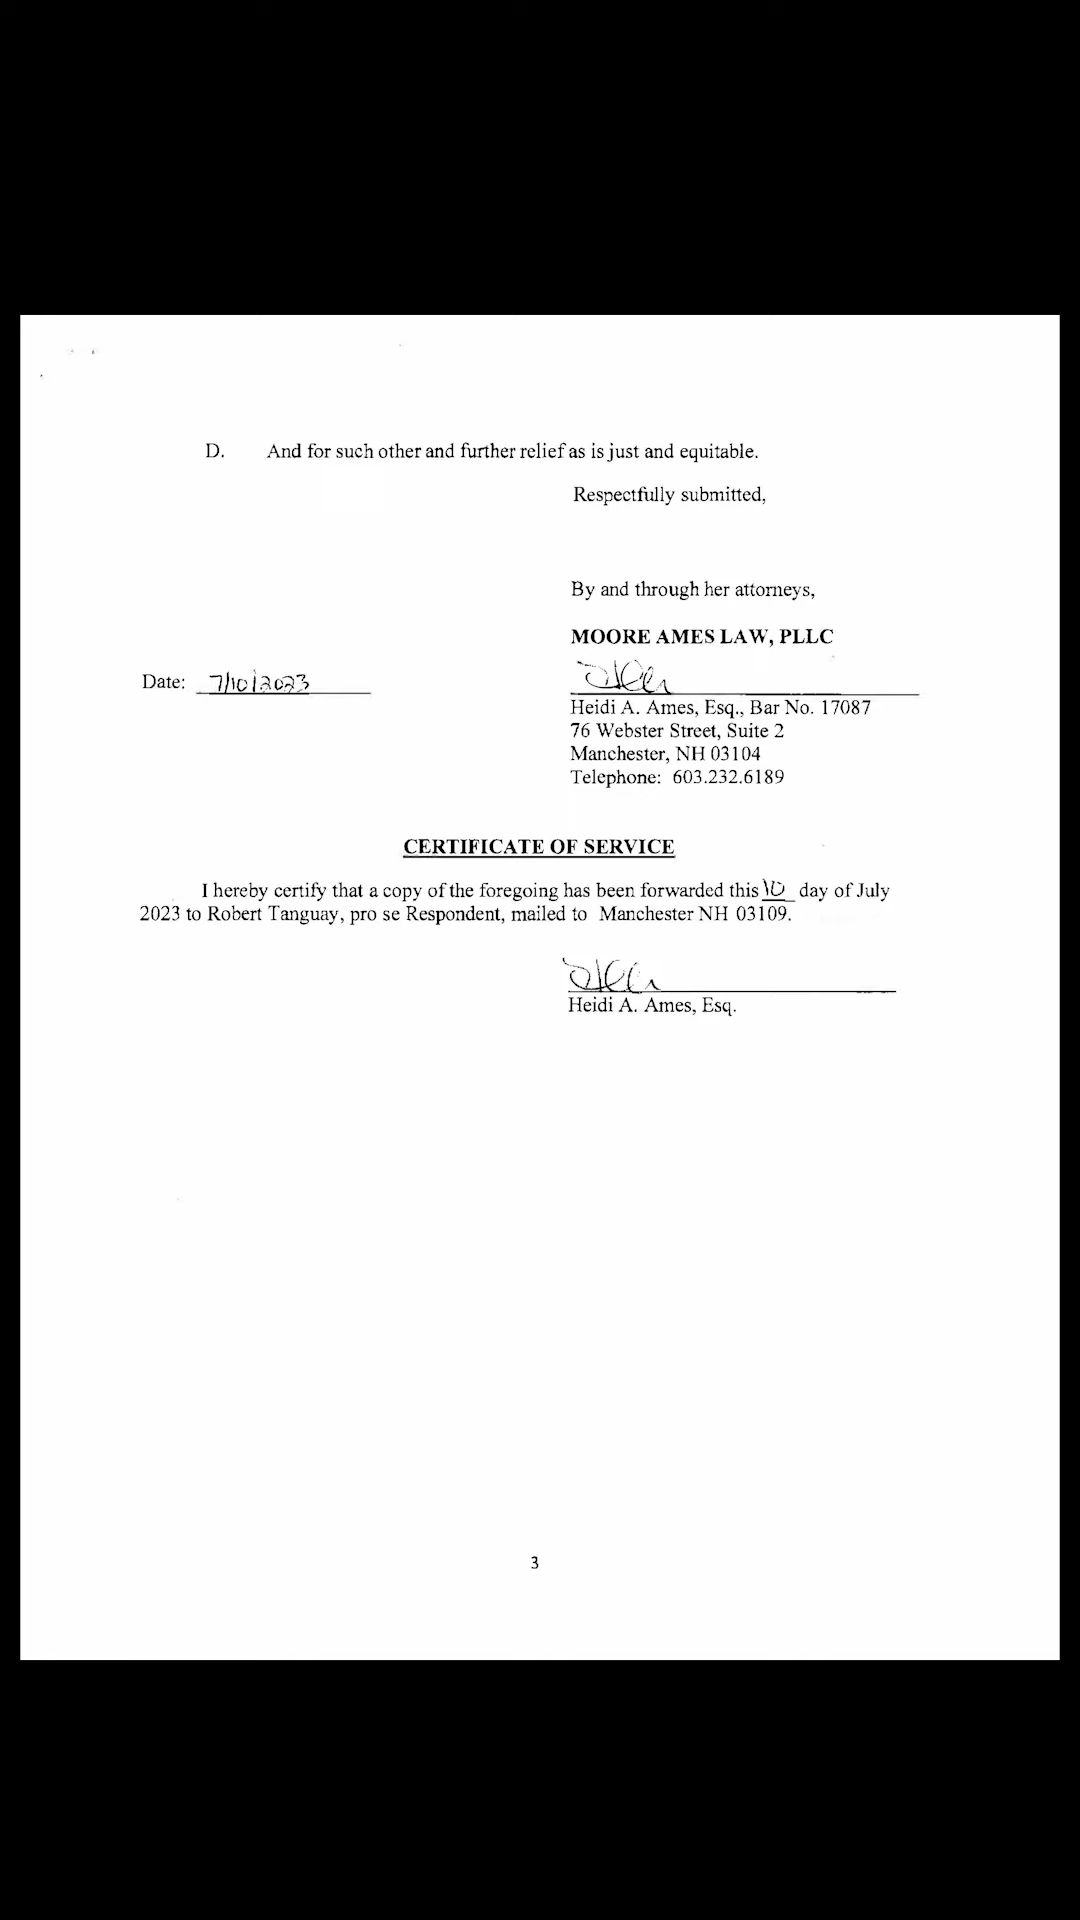 D. And for such other and further relief as is just and equitable.
Respectfully submitted,
By and through her attorneys,
MOORE AMES LAW, PLLC
Date: 7/10/2023
Heidi A. Ames, Esq., Bar No. 17087
76 Webster Street, Suite 2
Manchester, NH 03104
Telephone: 603.232.6189
CERTIFICATE OF SERVICE
I hereby certify that a copy of the foregoing has been forwarded this 10 day of July
2023 to Robert Tanguay, pro se Respondent, mailed to Manchester NH 03109.
Heidi A. Ames, Esq.
3